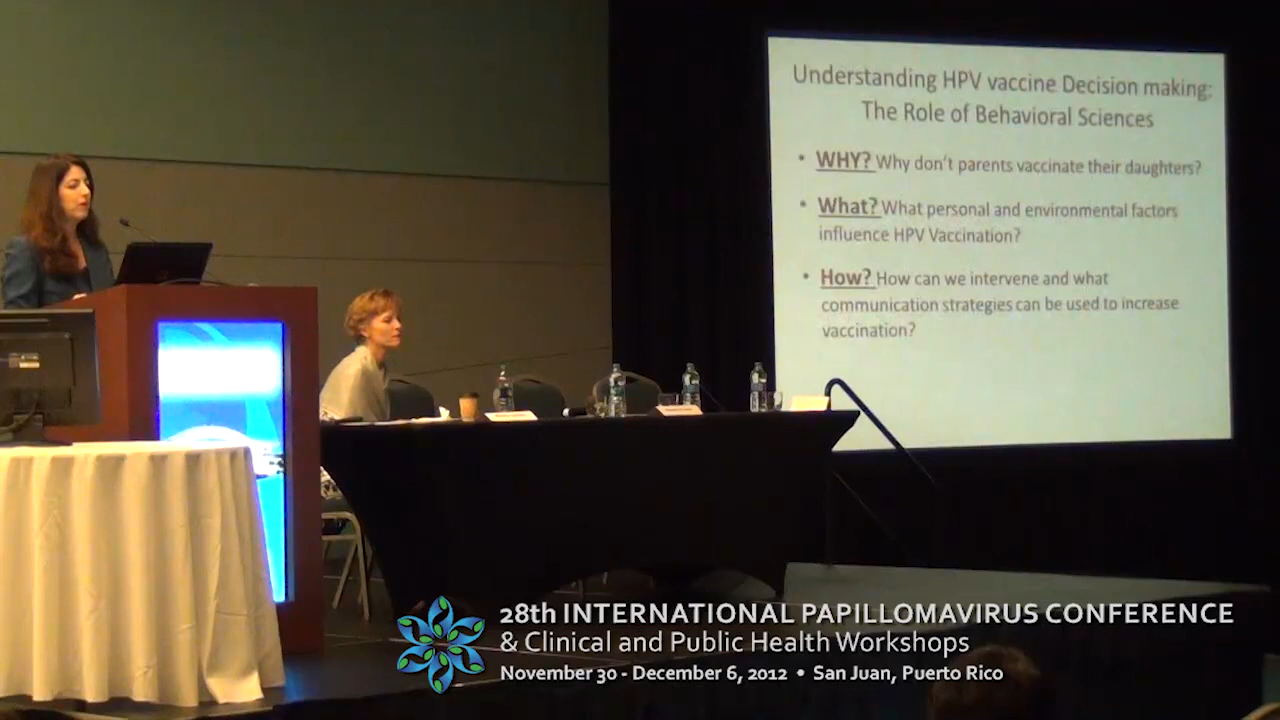 Understanding HPV vaccine Decision making:
The Role of Behavioral Sciences
• WHY? Why don't parents vaccinate their daughters?
• What? What personal and environmental factors
influence HPV Vaccination?
• How? How can we intervene and what
communication strategies can be used to increase
vaccination?
28th INTERNATIONAL PAPILLOMAVIRUS CONFERENCE
& Clinical and Public Health Workshops
November 30 - December 6, 2012 • San Juan, Puerto Rico